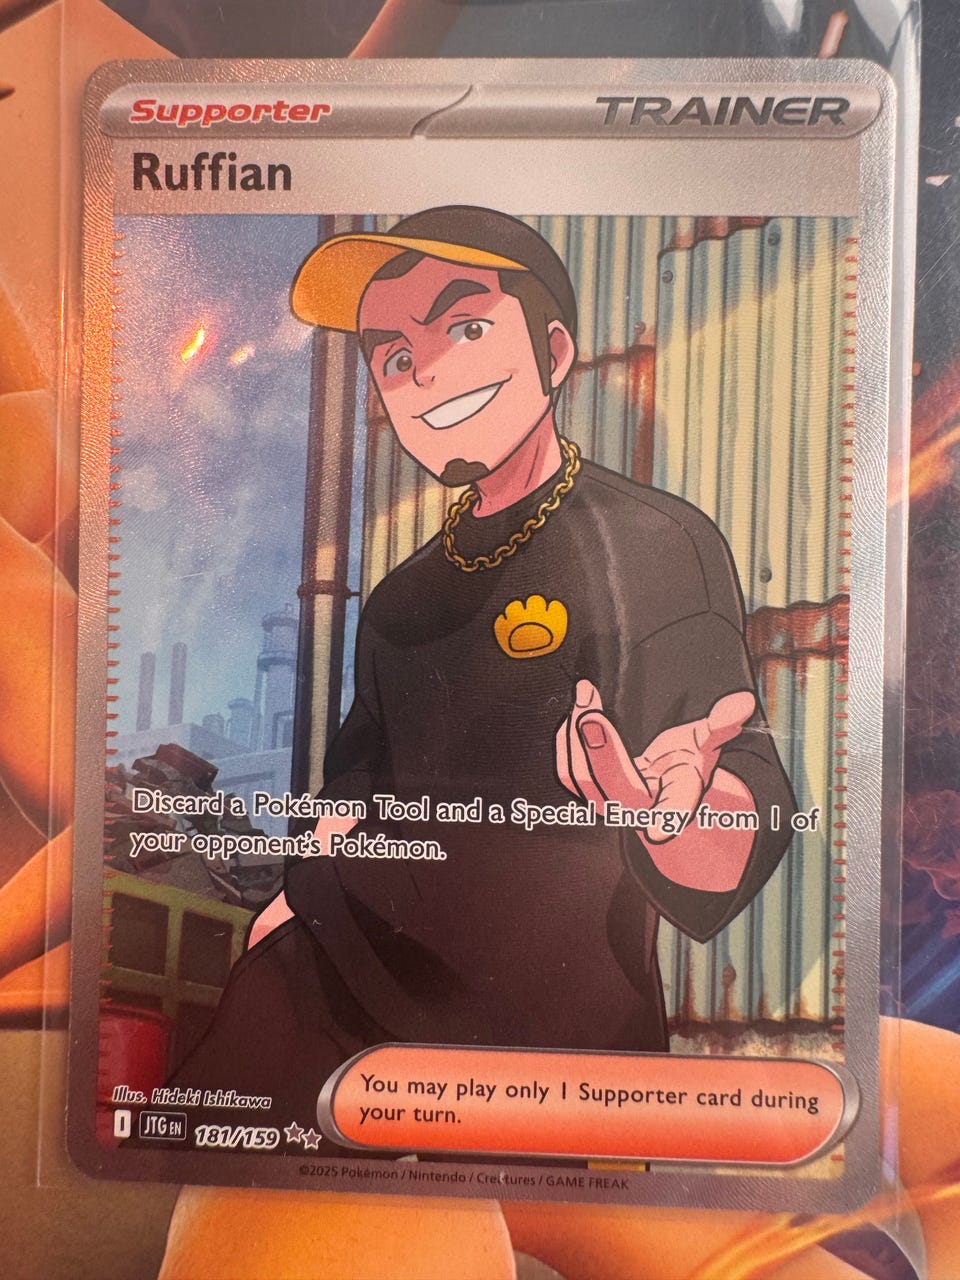 Supporter TRAINER
Ruffian
Discard a Pokémon Tool and a Special Energy from 1 of
your opponent's Pokémon.
You may play only 1 Supporter card during
your turn.
Illus. Hideki Ishikawa
I JTG EN 181/159
©2025 Pokémon / Nintendo / Creatures / GAME FREAK